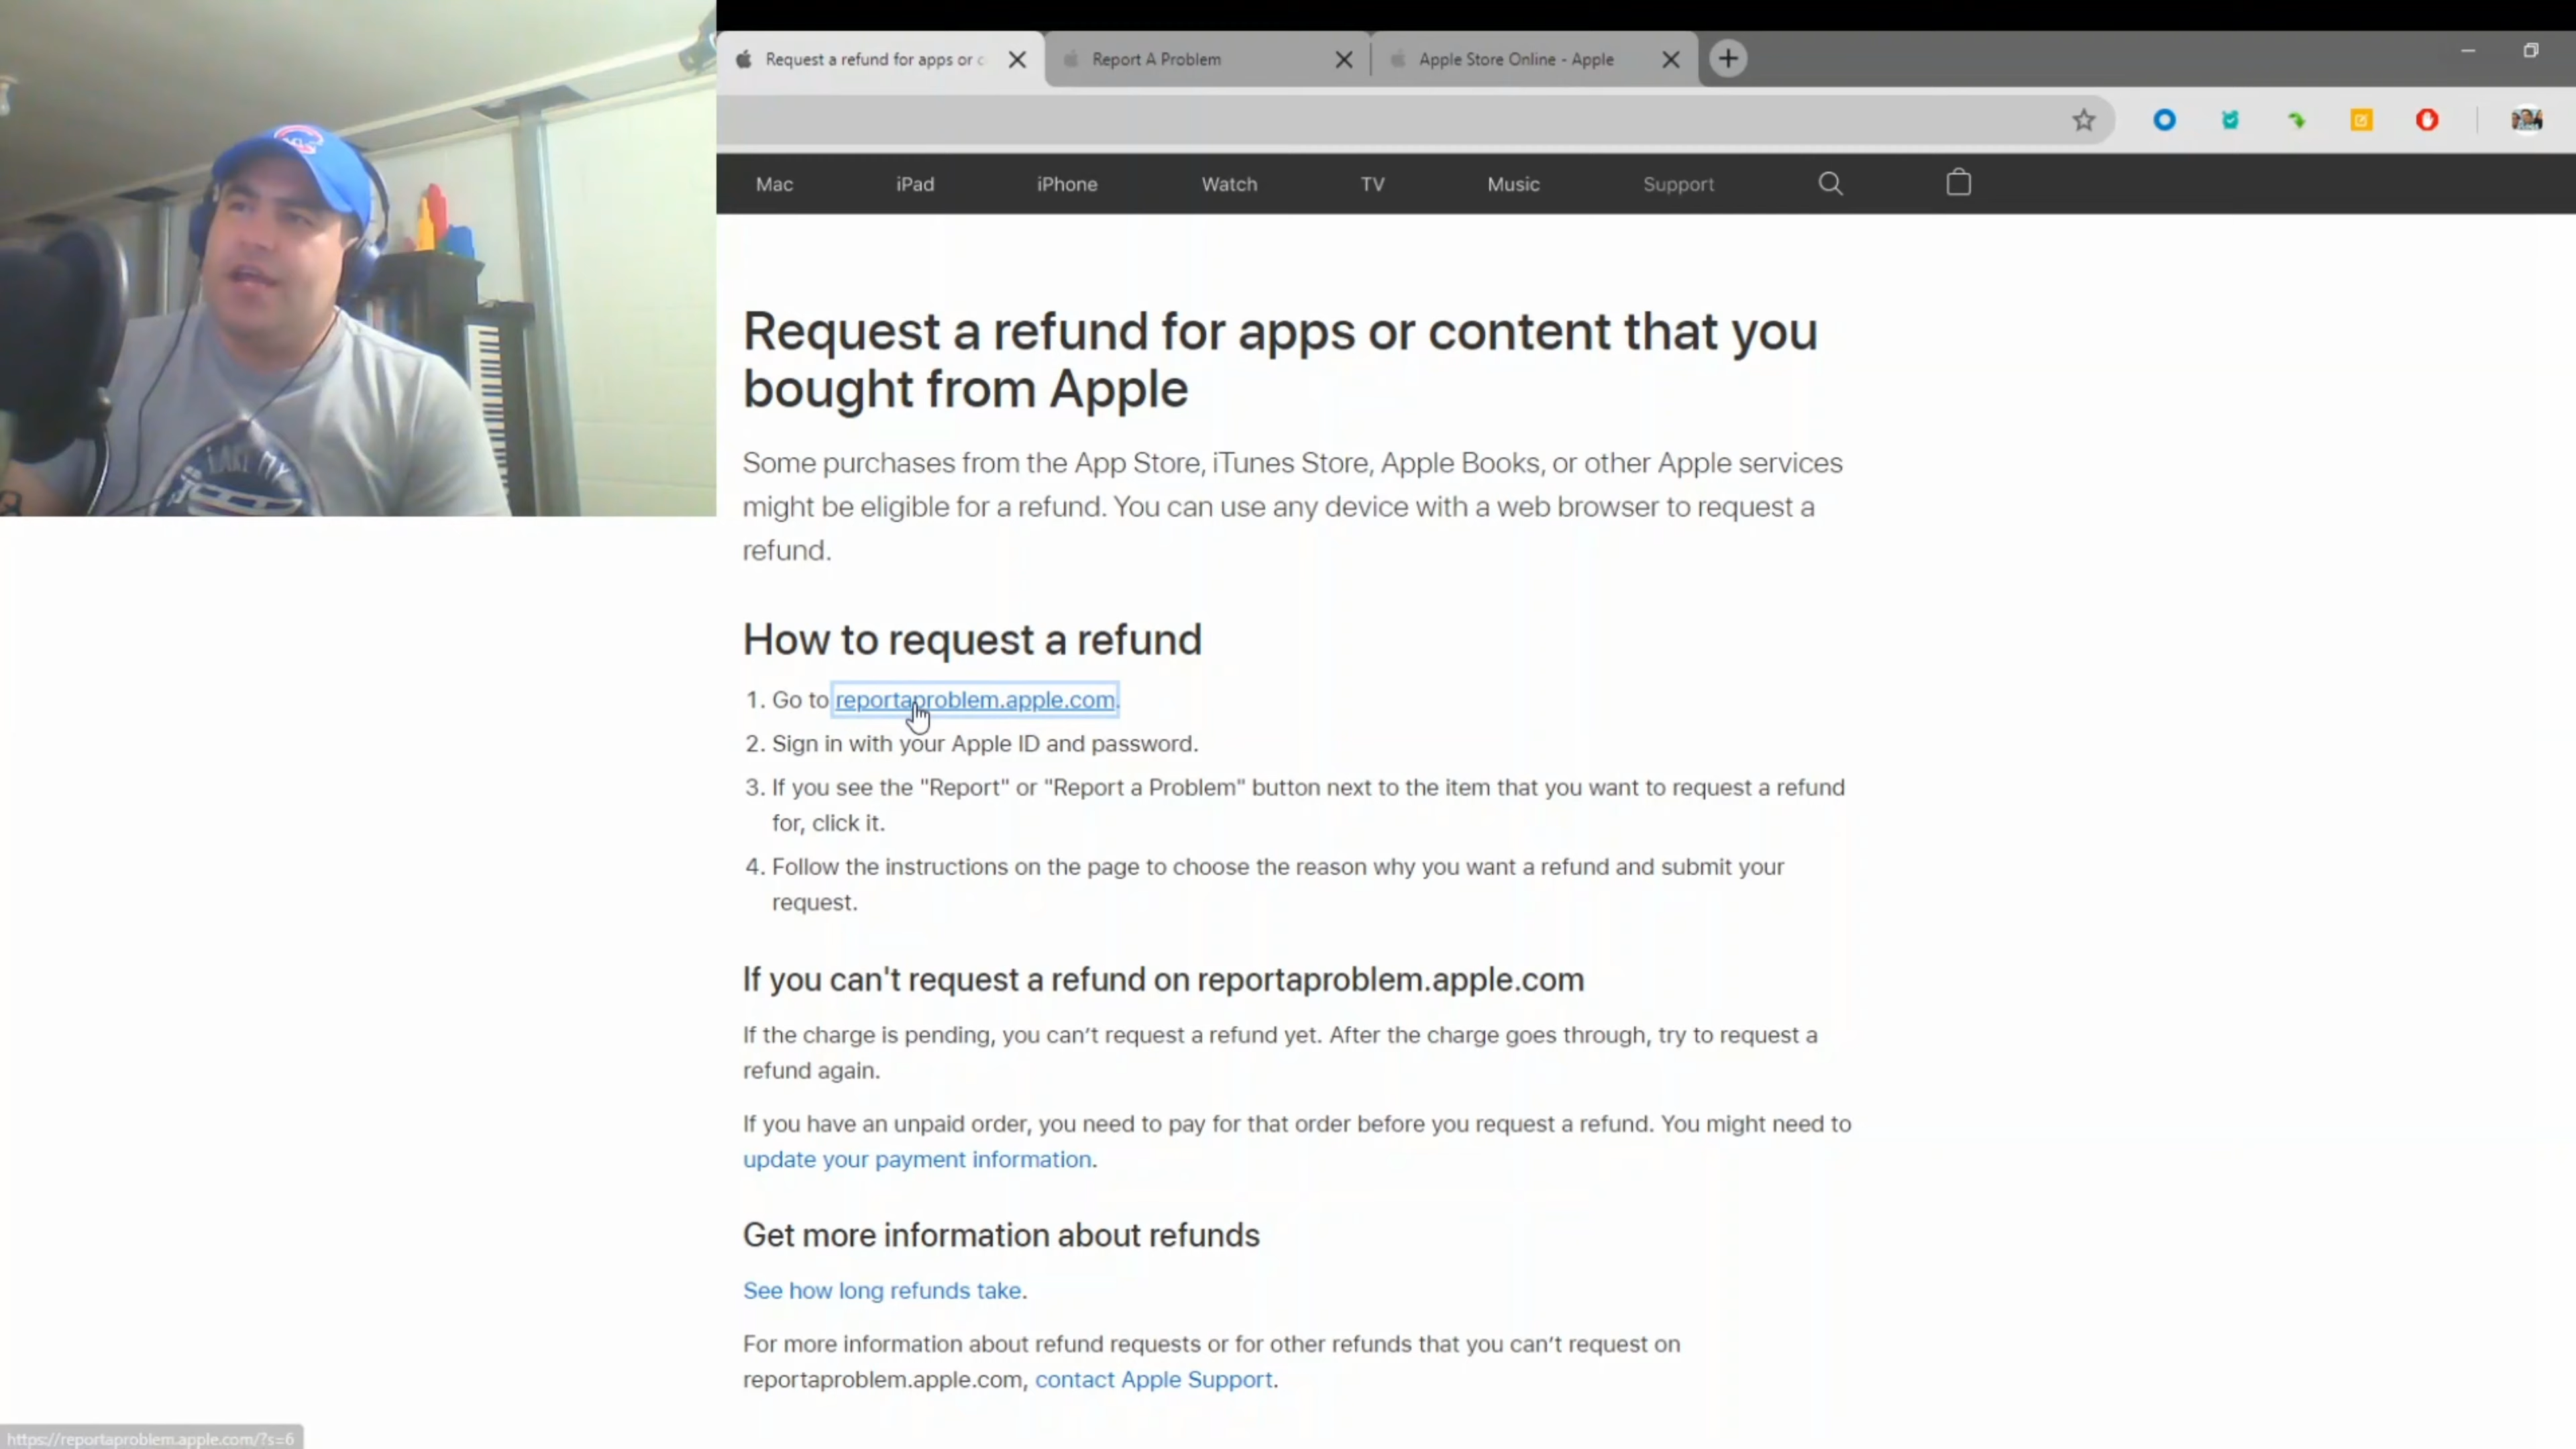 Request a refund for apps or c
Report A Problem
Apple Store Online - Apple
Mac
iPad
iPhone
Watch
TV
Music
Support
Request a refund for apps or content that you
bought from Apple
Some purchases from the App Store, iTunes Store, Apple Books, or other Apple services
might be eligible for a refund. You can use any device with a web browser to request a
refund.
How to request a refund
1. Go to reportaproblem.apple.com.
2. Sign in with your Apple ID and password.
3. If you see the "Report" or "Report a Problem" button next to the item that you want to request a refund
for, click it.
4. Follow the instructions on the page to choose the reason why you want a refund and submit your
request.
If you can't request a refund on reportaproblem.apple.com
If the charge is pending, you can’t request a refund yet. After the charge goes through, try to request a
refund again.
If you have an unpaid order, you need to pay for that order before you request a refund. You might need to
update your payment information.
Get more information about refunds
See how long refunds take.
For more information about refund requests or for other refunds that you can’t request on
reportaproblem.apple.com, contact Apple Support.
https://reportaproblem.apple.com/?s=6